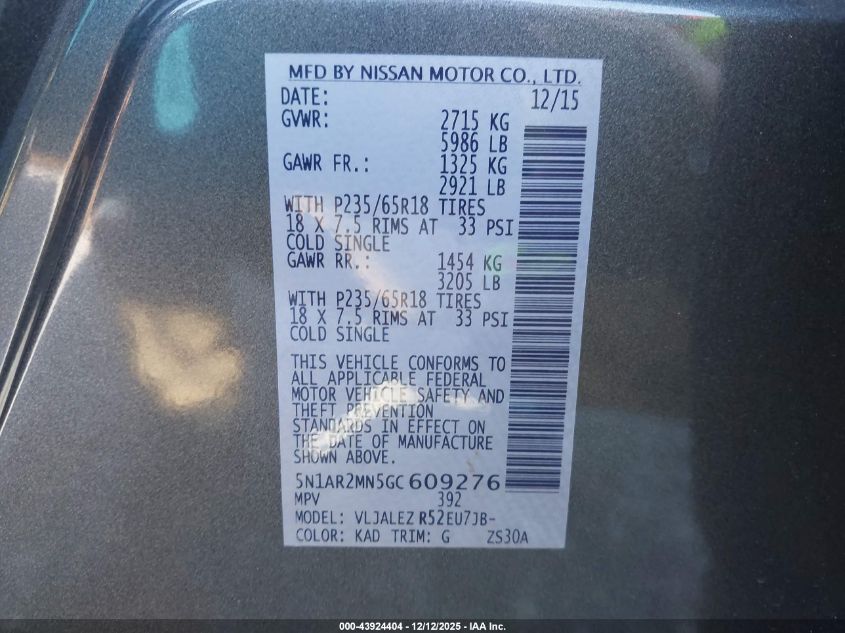 MFD BY NISSAN MOTOR CO., LTD.
DATE: 12/15
GVWR: 2715 KG
5986 LB
GAWR FR.: 1325 KG
2921 LB
WITH P235/65R18 TIRES
18 X 7.5 RIMS AT 33 PSI
COLD SINGLE
GAWR RR.: 1454 KG
3205 LB
WITH P235/65R18 TIRES
18 X 7.5 RIMS AT 33 PSI
COLD SINGLE
THIS VEHICLE CONFORMS TO
ALL APPLICABLE FEDERAL
MOTOR VEHICLE SAFETY AND
THEFT PREVENTION
STANDARDS IN EFFECT ON
THE DATE OF MANUFACTURE
SHOWN ABOVE.
5N1AR2MN5GC609276
MPV 392
MODEL: VLJALEZ R52EU7JB-
COLOR: KAD TRIM: G ZS30A
000-43924404 - 12/12/2025 - IAA Inc.